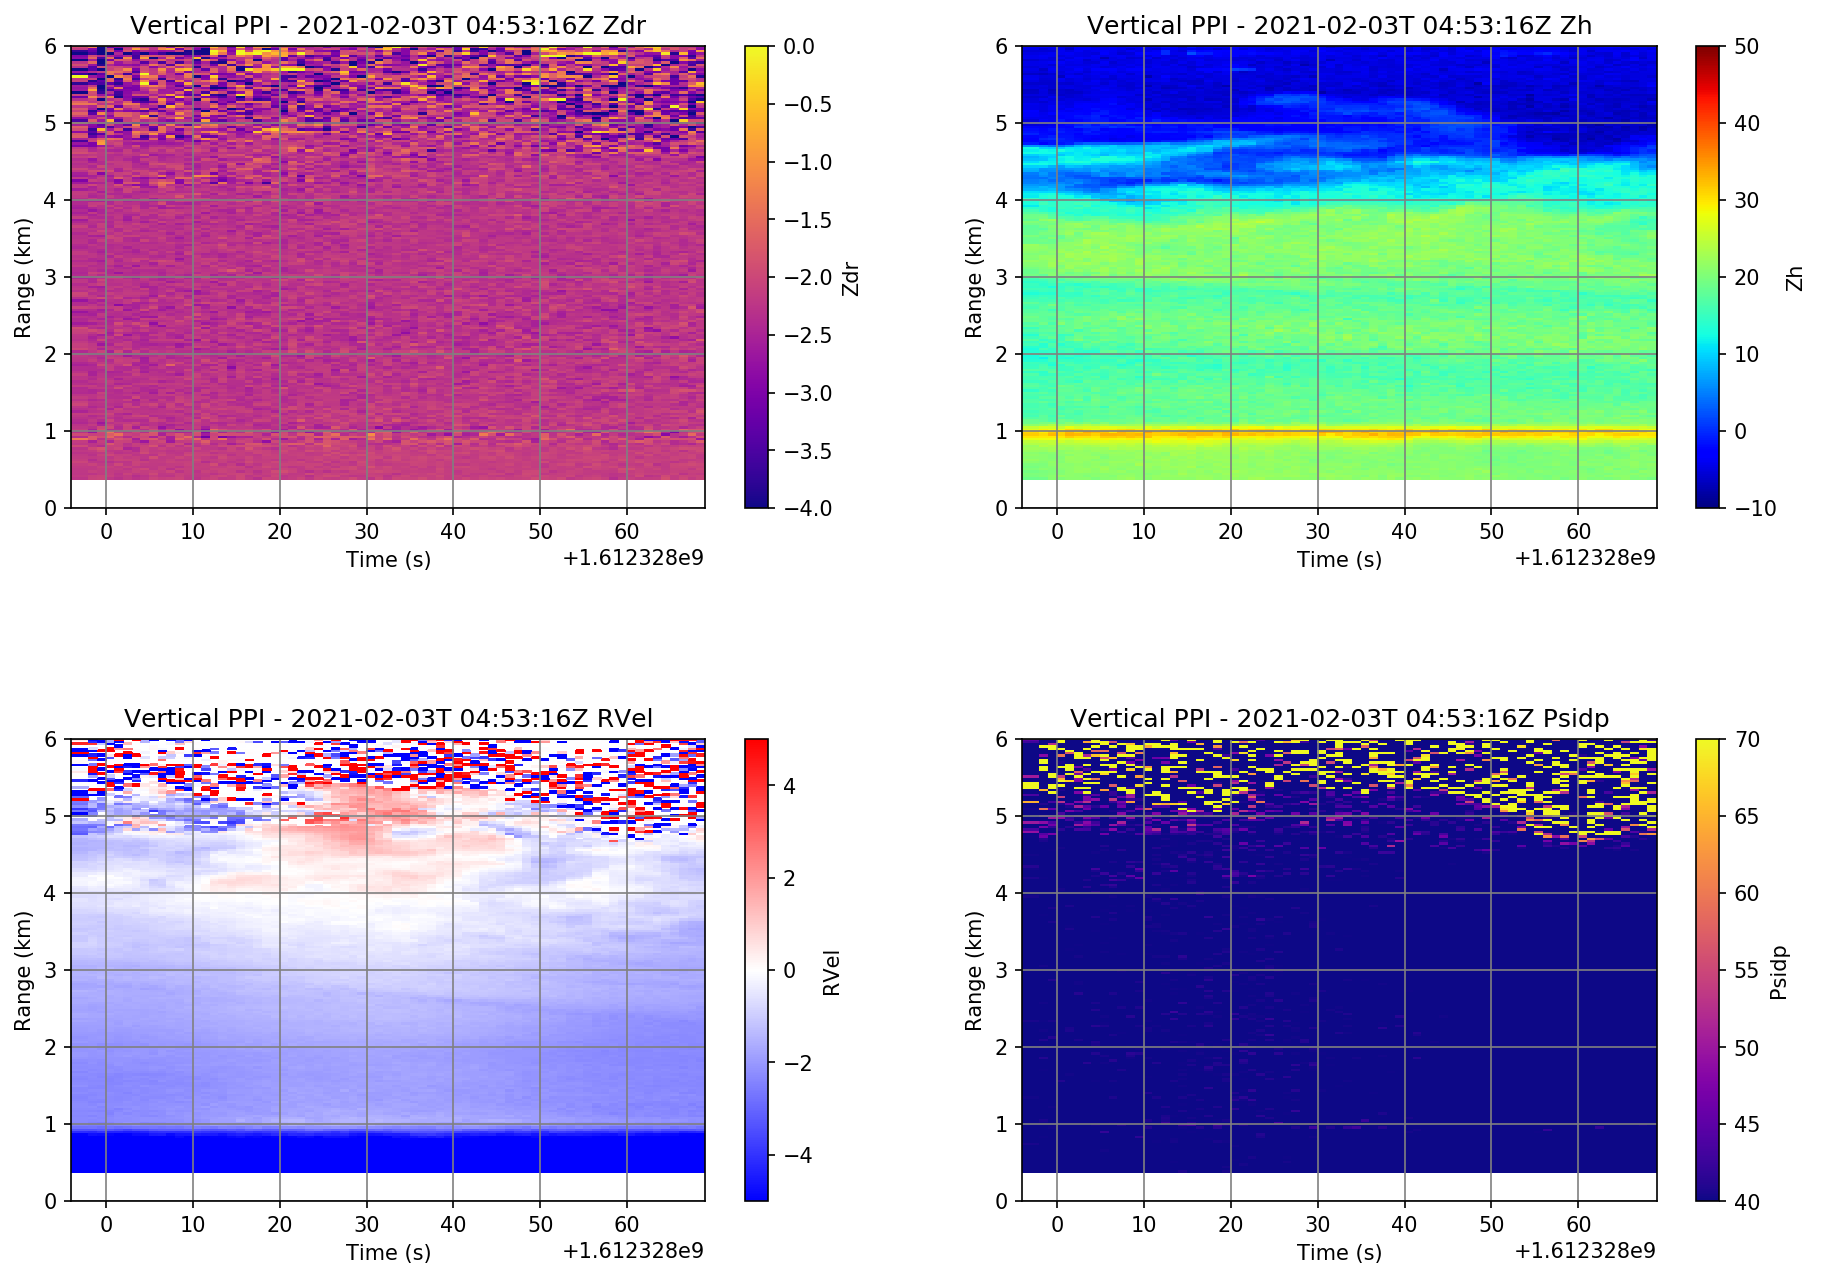 Vertical PPI - 2021-02-03T 04:53:16Z Zdr
6
5
4
3
2
1
0
Range (km)
0 10 20 30 40 50 60
Time (s)
+1.612328e9
0.0
−0.5
−1.0
−1.5
−2.0
−2.5
−3.0
−3.5
−4.0
Zdr
Vertical PPI - 2021-02-03T 04:53:16Z Zh
6
5
4
3
2
1
0
Range (km)
0 10 20 30 40 50 60
Time (s)
+1.612328e9
50
40
30
20
10
0
−10
Zh
Vertical PPI - 2021-02-03T 04:53:16Z RVel
6
5
4
3
2
1
0
Range (km)
0 10 20 30 40 50 60
Time (s)
+1.612328e9
4
2
0
−2
−4
RVel
Vertical PPI - 2021-02-03T 04:53:16Z Psidp
6
5
4
3
2
1
0
Range (km)
0 10 20 30 40 50 60
Time (s)
+1.612328e9
70
65
60
55
50
45
40
Psidp